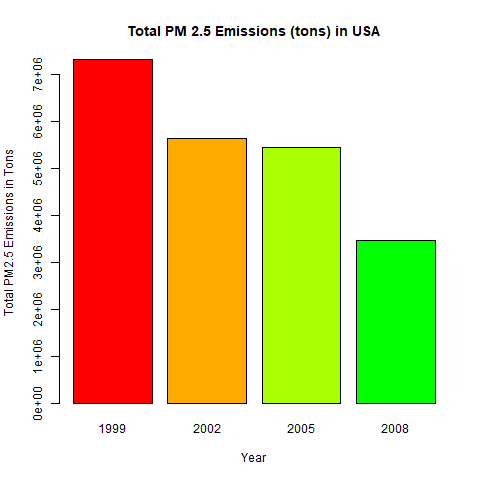 Total PM 2.5 Emissions (tons) in USA
Total PM2.5 Emissions in Tons
7e+06
6e+06
5e+06
4e+06
3e+06
2e+06
1e+06
0e+00
1999 2002 2005 2008
Year